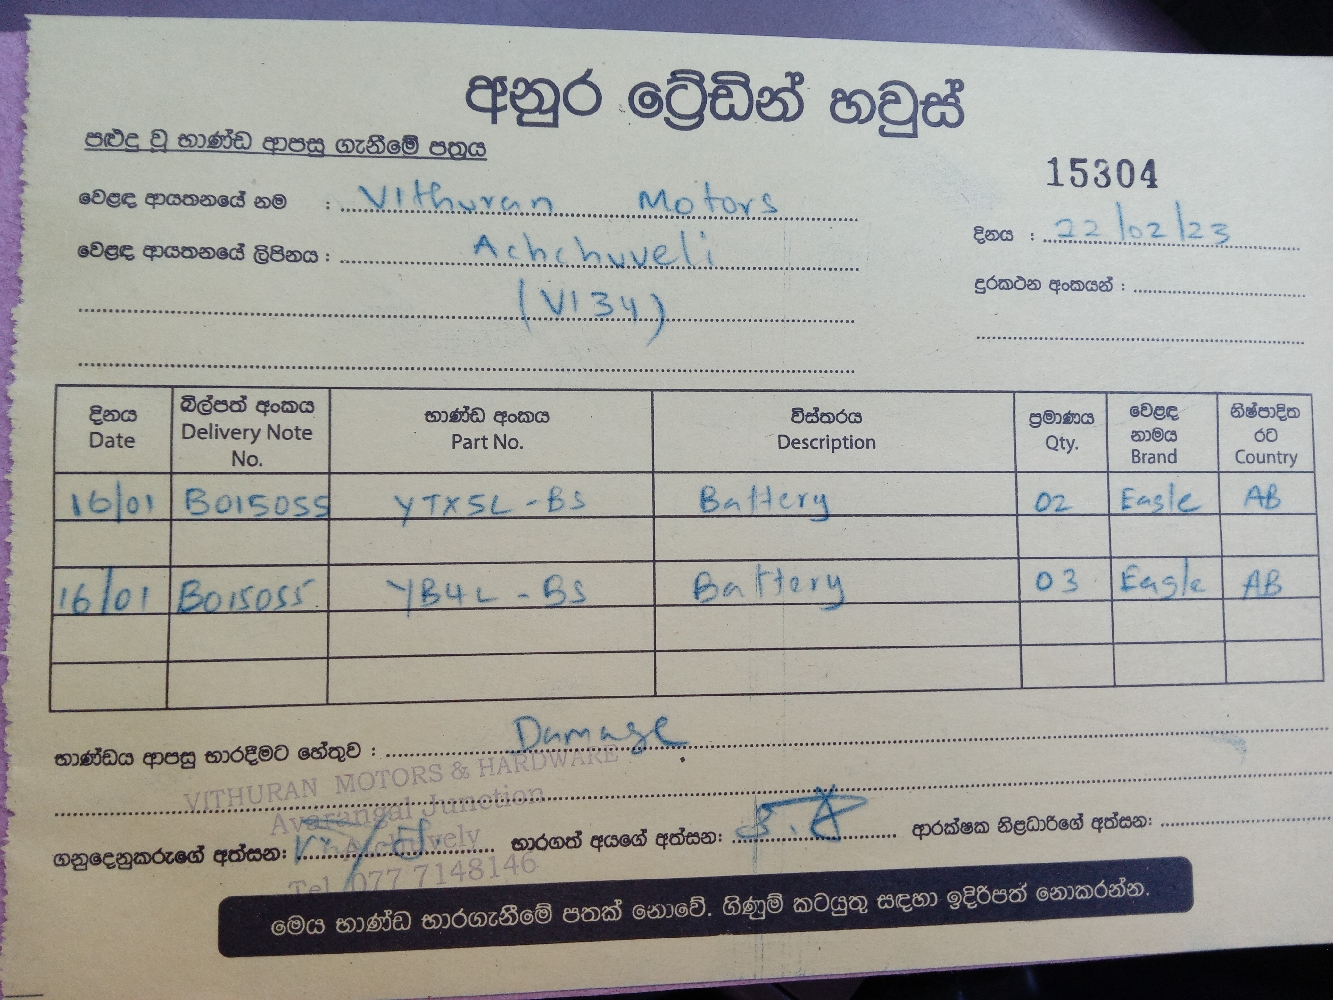 අනුර ට්‍රේඩින් හවුස්
පළුදු වූ භාණ්ඩ ආපසු ගැනීමේ පත්‍රය
15304
වෙළඳ ආයතනයේ නම : Vithuran Motors
දිනය : 22/02/23
වෙළඳ ආයතනයේ ලිපිනය : Achchuveli
(V134)
දුරකථන අංකයන් :
දිනය Date බිල්පත් අංකය Delivery Note No. භාණ්ඩ අංකය Part No. විස්තරය Description ප්‍රමාණය Qty. වෙළඳ නාමය Brand නිෂ්පාදිත රට Country
16/01 B015055 YTX5L-BS Battery 02 Eagle AB
16/01 B015055 YB4L-BS Battery 03 Eagle AB
භාණ්ඩය ආපසු භාරදීමට හේතුව : Damage
VITHURAN MOTORS & HARDWARE
Avarangal Junction
ගනුදෙනුකරුගේ අත්සන: භාරගත් අයගේ අත්සන: ආරක්ෂක නිළධාරිගේ අත්සන:
Tel 077 7148146
මෙය භාණ්ඩ භාරගැනීමේ පතක් නොවේ. ගිණුම් කටයුතු සඳහා ඉදිරිපත් නොකරන්න.